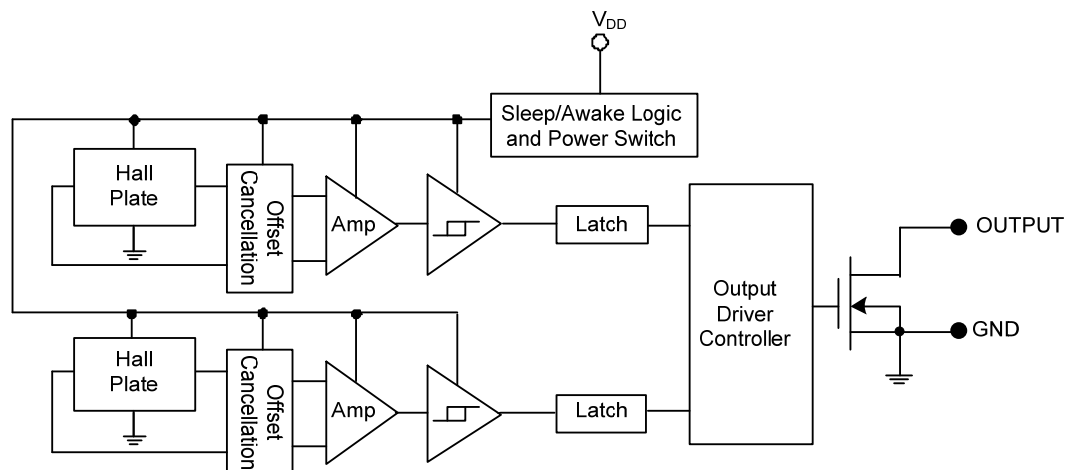 VDD
Sleep/Awake Logic
and Power Switch
Hall
Plate
Offset
Cancellation
Amp
Latch
OUTPUT
Output
Driver
Controller
GND
Hall
Plate
Offset
Cancellation
Amp
Latch